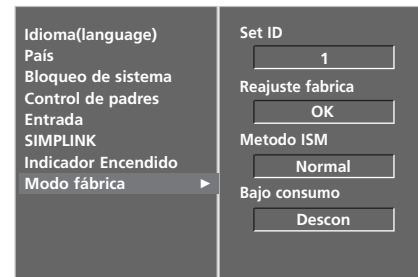 Idioma(language)
País
Bloqueo de sistema
Control de padres
Entrada
SIMPLINK
Indicador Encendido
Modo fábrica ►
Set ID
1
Reajuste fabrica
OK
Metodo ISM
Normal
Bajo consumo
Descon